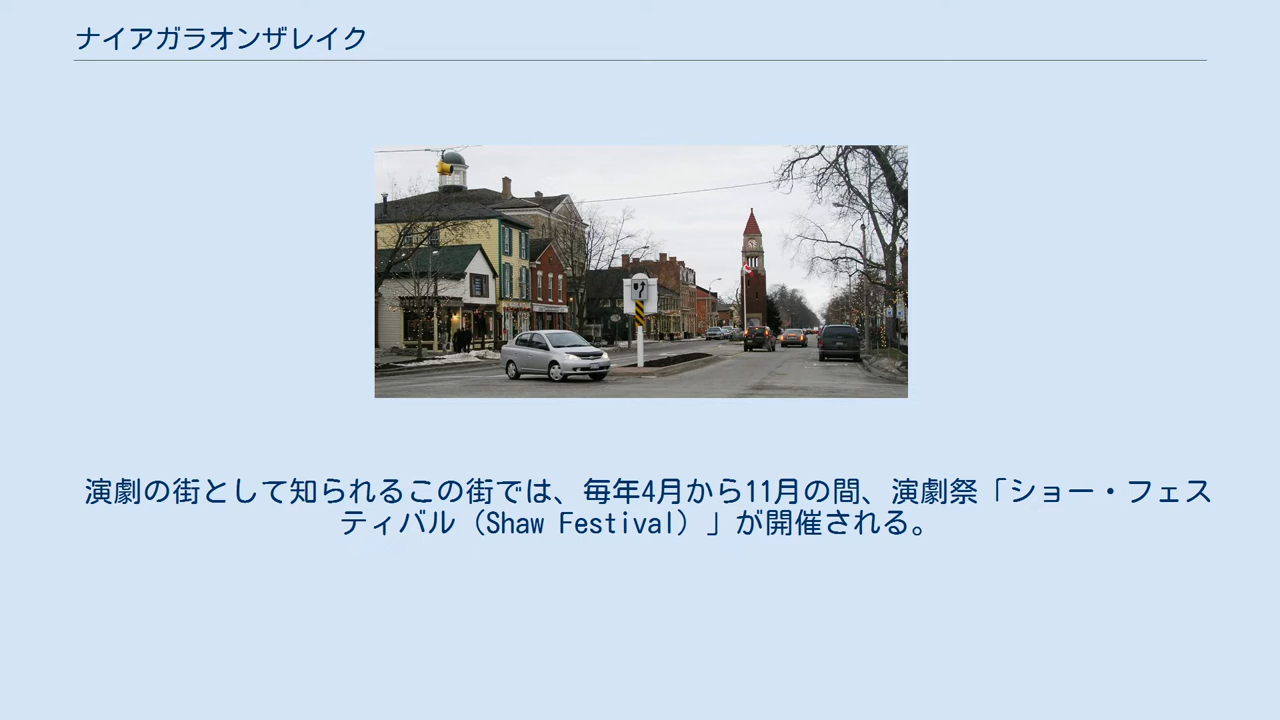 ナイアガラオンザレイク
演劇の街として知られるこの街では、毎年4月から11月の間、演劇祭「ショー・フェス
ティバル（Shaw Festival）」が開催される。